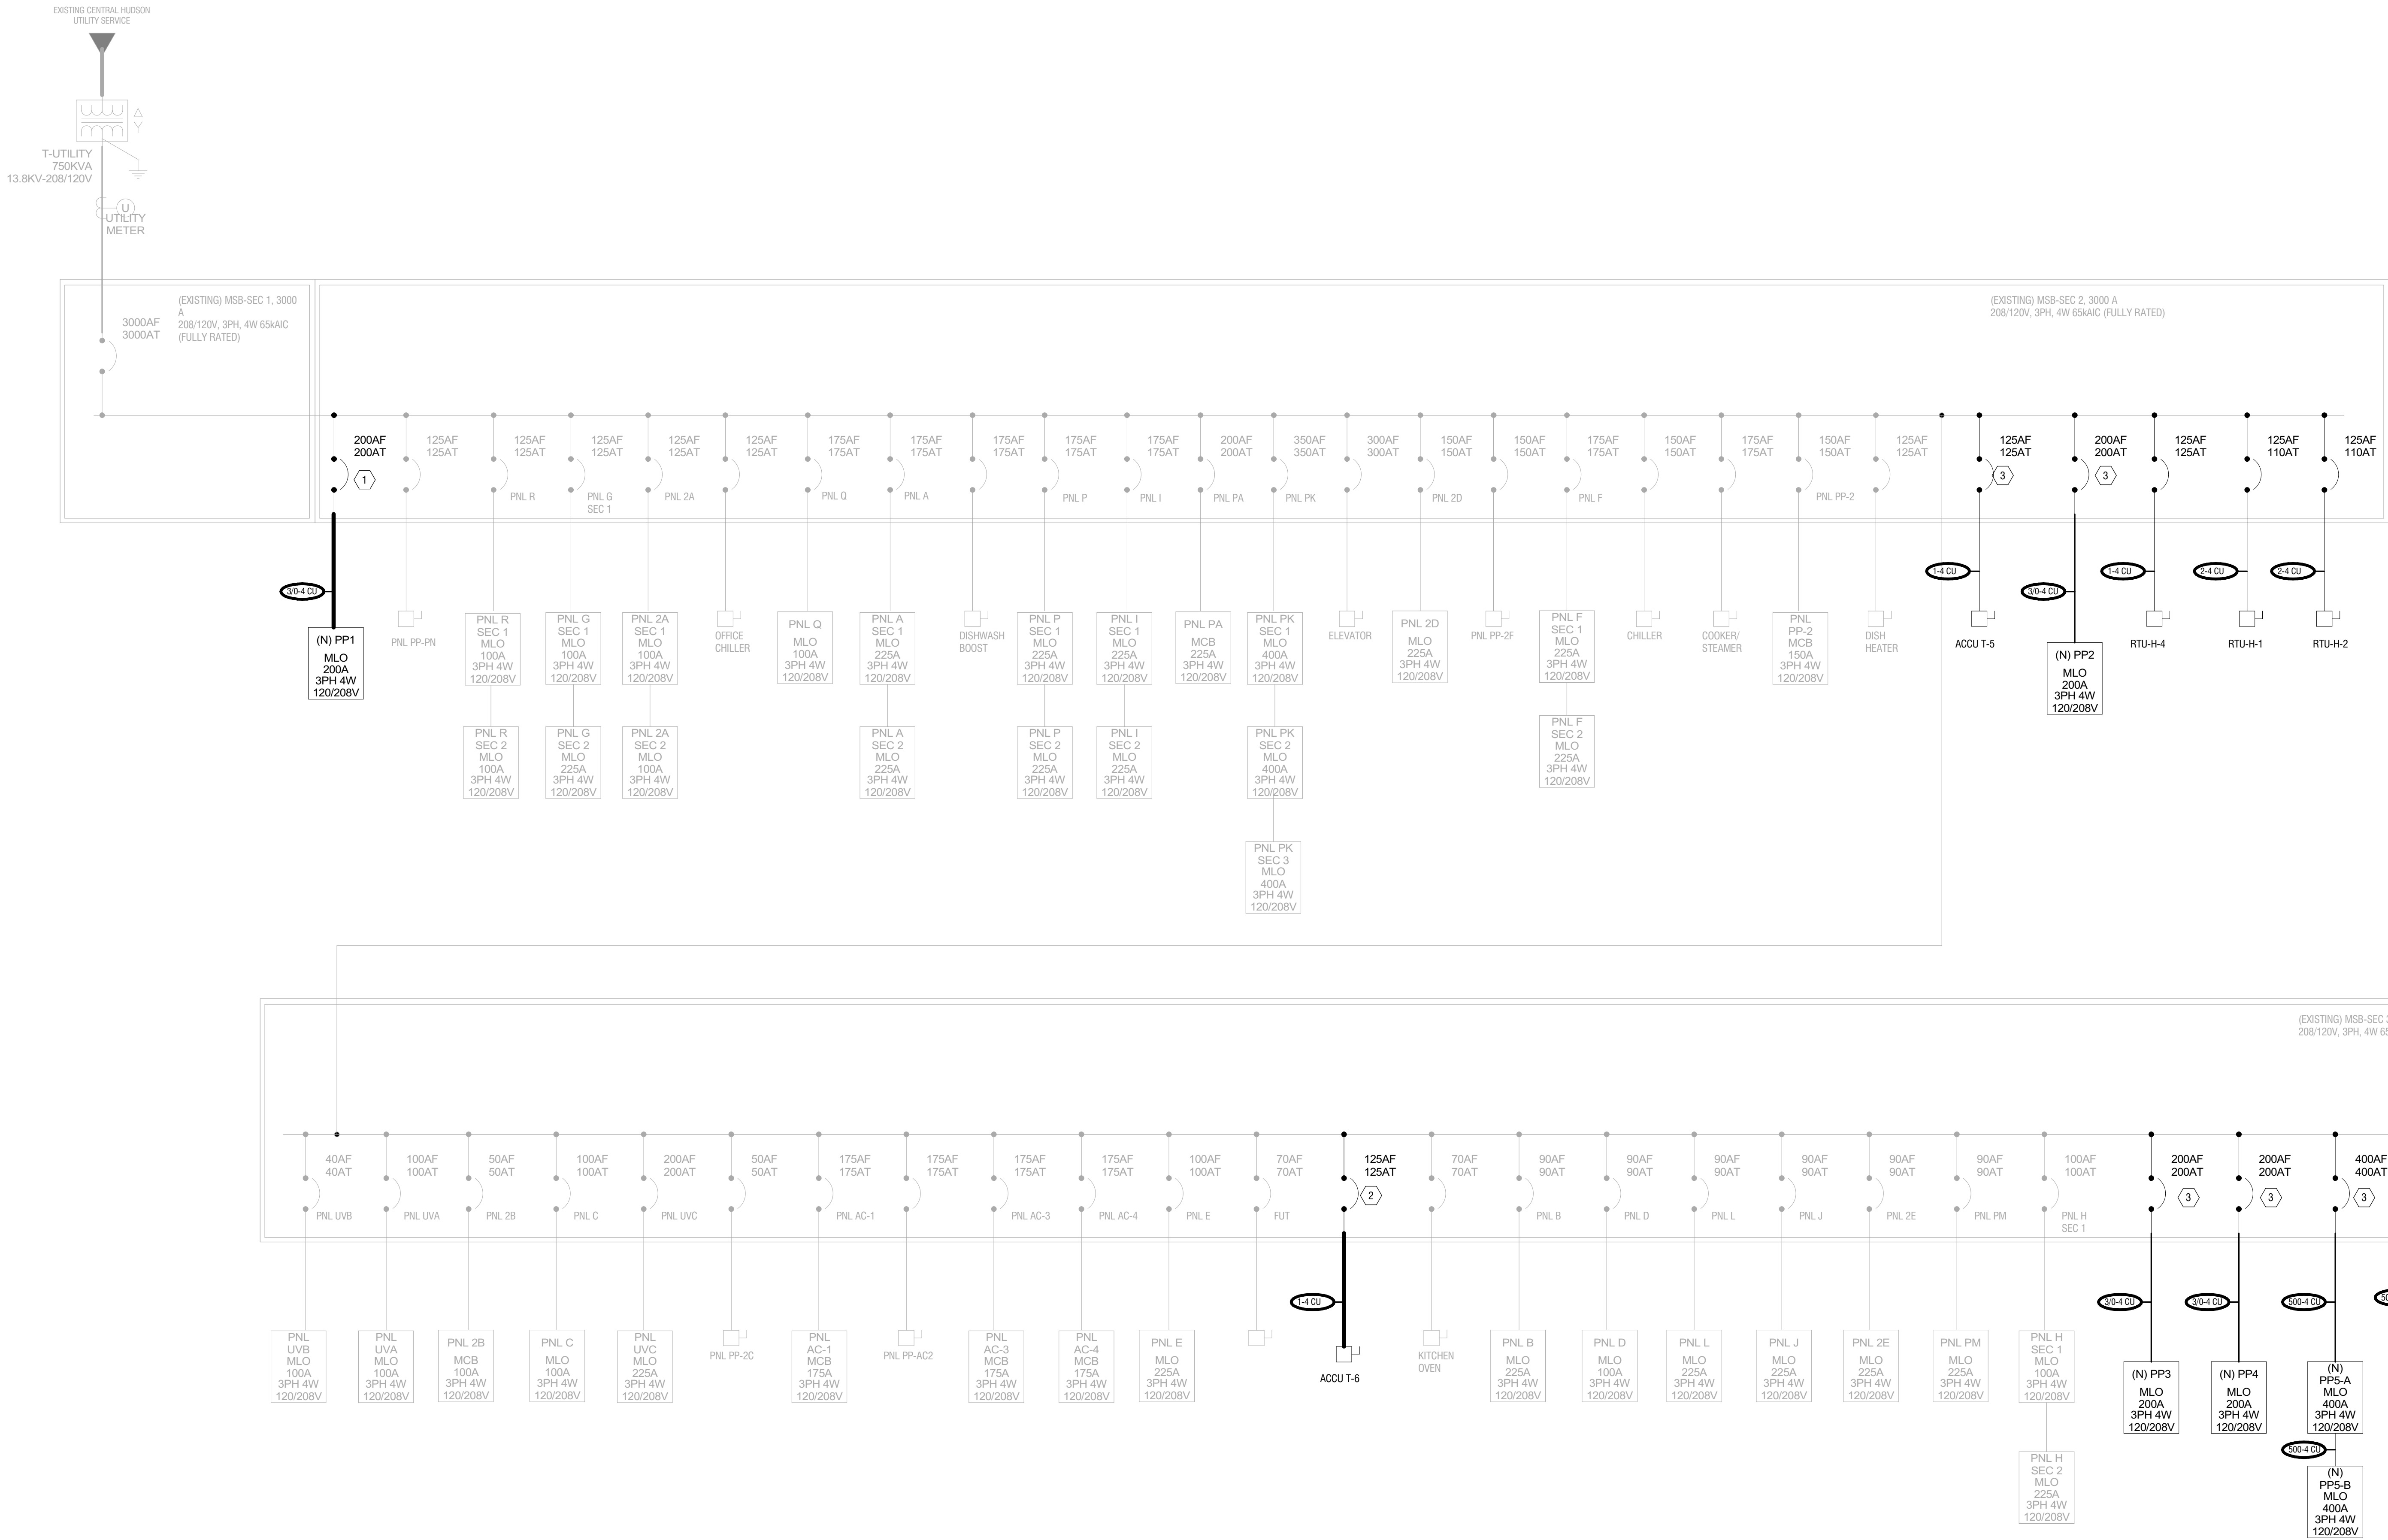 EXISTING CENTRAL HUDSON
UTILITY SERVICE
T-UTILITY
750KVA
13.8KV-208/120V
U
UTILITY
METER
3000AF
3000AT
(EXISTING) MSB-SEC 1, 3000
A
208/120V, 3PH, 4W 65kAIC
(FULLY RATED)
(EXISTING) MSB-SEC 2, 3000 A
208/120V, 3PH, 4W 65kAIC (FULLY RATED)
200AF
200AT
1
125AF
125AT
125AF
125AT
PNL R
125AF
125AT
PNL G
SEC 1
125AF
125AT
PNL 2A
125AF
125AT
175AF
175AT
PNL Q
175AF
175AT
PNL A
175AF
175AT
175AF
175AT
PNL P
175AF
175AT
PNL I
200AF
200AT
PNL PA
350AF
350AT
PNL PK
300AF
300AT
150AF
150AT
PNL 2D
150AF
150AT
175AF
175AT
PNL F
150AF
150AT
175AF
175AT
150AF
150AT
PNL PP-2
125AF
125AT
125AF
125AT
3
200AF
200AT
3
125AF
125AT
125AF
110AT
125AF
110AT
3/0-4 CU
1-4 CU
3/0-4 CU
1-4 CU
2-4 CU
2-4 CU
(N) PP1
MLO
200A
3PH 4W
120/208V
PNL PP-PN
PNL R
SEC 1
MLO
100A
3PH 4W
120/208V
PNL G
SEC 1
MLO
100A
3PH 4W
120/208V
PNL 2A
SEC 1
MLO
100A
3PH 4W
120/208V
OFFICE
CHILLER
PNL Q
MLO
100A
3PH 4W
120/208V
PNL A
SEC 1
MLO
225A
3PH 4W
120/208V
DISHWASH
BOOST
PNL P
SEC 1
MLO
225A
3PH 4W
120/208V
PNL I
SEC 1
MLO
225A
3PH 4W
120/208V
PNL PA
MCB
225A
3PH 4W
120/208V
PNL PK
SEC 1
MLO
400A
3PH 4W
120/208V
ELEVATOR
PNL 2D
MLO
225A
3PH 4W
120/208V
PNL PP-2F
PNL F
SEC 1
MLO
225A
3PH 4W
120/208V
CHILLER
COOKER/
STEAMER
PNL
PP-2
MCB
150A
3PH 4W
120/208V
DISH
HEATER
ACCU T-5
(N) PP2
MLO
200A
3PH 4W
120/208V
RTU-H-4
RTU-H-1
RTU-H-2
PNL R
SEC 2
MLO
100A
3PH 4W
120/208V
PNL G
SEC 2
MLO
225A
3PH 4W
120/208V
PNL 2A
SEC 2
MLO
100A
3PH 4W
120/208V
PNL A
SEC 2
MLO
225A
3PH 4W
120/208V
PNL P
SEC 2
MLO
225A
3PH 4W
120/208V
PNL I
SEC 2
MLO
225A
3PH 4W
120/208V
PNL PK
SEC 2
MLO
400A
3PH 4W
120/208V
PNL F
SEC 2
MLO
225A
3PH 4W
120/208V
PNL PK
SEC 3
MLO
400A
3PH 4W
120/208V
(EXISTING) MSB-SEC
208/120V, 3PH, 4W
40AF
40AT
PNL UVB
100AF
100AT
PNL UVA
50AF
50AT
PNL 2B
100AF
100AT
PNL C
200AF
200AT
PNL UVC
50AF
50AT
175AF
175AT
PNL AC-1
175AF
175AT
175AF
175AT
PNL AC-3
175AF
175AT
PNL AC-4
100AF
100AT
PNL E
70AF
70AT
FUT
125AF
125AT
2
70AF
70AT
90AF
90AT
PNL B
90AF
90AT
PNL D
90AF
90AT
PNL L
90AF
90AT
PNL J
90AF
90AT
PNL 2E
90AF
90AT
PNL PM
100AF
100AT
PNL H
SEC 1
200AF
200AT
3
200AF
200AT
3
400AF
400AT
3
1-4 CU
3/0-4 CU
3/0-4 CU
500-4 CU
PNL
UVB
MLO
100A
3PH 4W
120/208V
PNL
UVA
MLO
100A
3PH 4W
120/208V
PNL 2B
MCB
100A
3PH 4W
120/208V
PNL C
MLO
100A
3PH 4W
120/208V
PNL
UVC
MLO
225A
3PH 4W
120/208V
PNL PP-2C
PNL
AC-1
MCB
175A
3PH 4W
120/208V
PNL PP-AC2
PNL
AC-3
MCB
175A
3PH 4W
120/208V
PNL
AC-4
MCB
175A
3PH 4W
120/208V
PNL E
MLO
225A
3PH 4W
120/208V
ACCU T-6
KITCHEN
OVEN
PNL B
MLO
225A
3PH 4W
120/208V
PNL D
MLO
100A
3PH 4W
120/208V
PNL L
MLO
225A
3PH 4W
120/208V
PNL J
MLO
225A
3PH 4W
120/208V
PNL 2E
MLO
225A
3PH 4W
120/208V
PNL PM
MLO
225A
3PH 4W
120/208V
PNL H
SEC 1
MLO
100A
3PH 4W
120/208V
(N) PP3
MLO
200A
3PH 4W
120/208V
(N) PP4
MLO
200A
3PH 4W
120/208V
(N)
PP5-A
MLO
400A
3PH 4W
120/208V
500-4 CU
PNL H
SEC 2
MLO
225A
3PH 4W
120/208V
(N)
PP5-B
MLO
400A
3PH 4W
120/208V